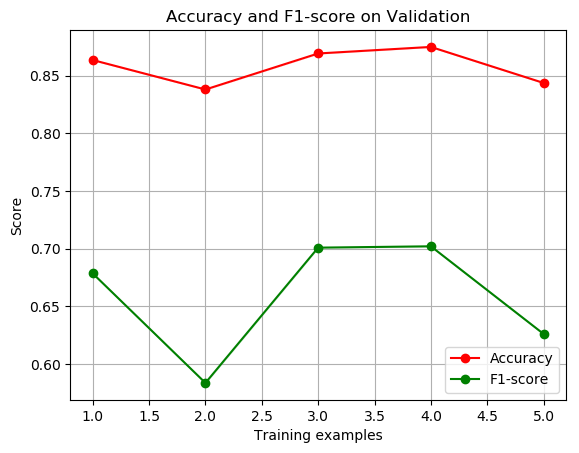 Accuracy and F1-score on Validation
Score
0.85
0.80
0.75
0.70
0.65
0.60
Accuracy
F1-score
1.0 1.5 2.0 2.5 3.0 3.5 4.0 4.5 5.0
Training examples